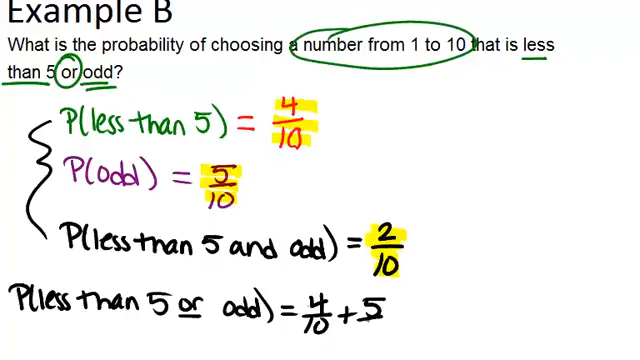 Example B
What is the probability of choosing a number from 1 to 10 that is less
than 5 or odd?
P(less than 5) = 4/10
P(odd) = 5/10
P(less than 5 and odd) = 2/10
P(less than 5 or odd) = 4/10 + 5